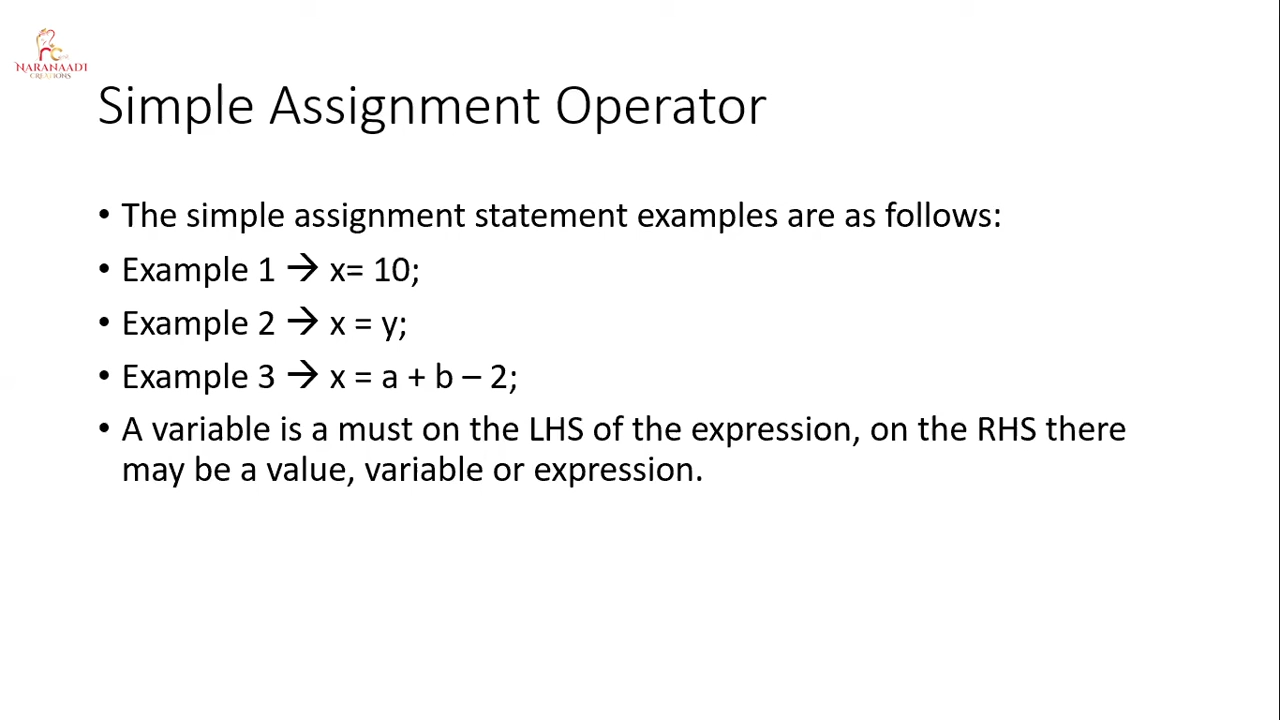 NARANAADI
CREATIONS
Simple Assignment Operator
• The simple assignment statement examples are as follows:
• Example 1 → x= 10;
• Example 2 → x = y;
• Example 3 → x = a + b – 2;
• A variable is a must on the LHS of the expression, on the RHS there
may be a value, variable or expression.